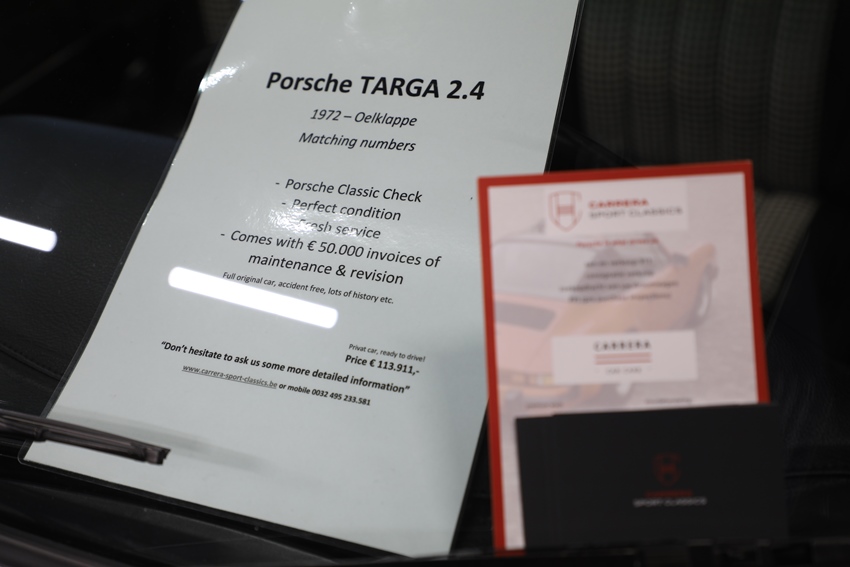 Porsche TARGA 2.4
1972 – Oelklappe
Matching numbers
- Porsche Classic Check
- Perfect condition
- Fresh service
- Comes with € 50.000 invoices of
maintenance & revision
Full original car, accident free, lots of history etc.
Privat car, ready to drive!
Price € 113.911,-
“Don’t hesitate to ask us some more detailed information”
www.carrera-sport-classics.be or mobile 0032 495 233.581
CARRERA
SPORT CLASSICS
CARRERA
CARRERA
SPORT CLASSICS